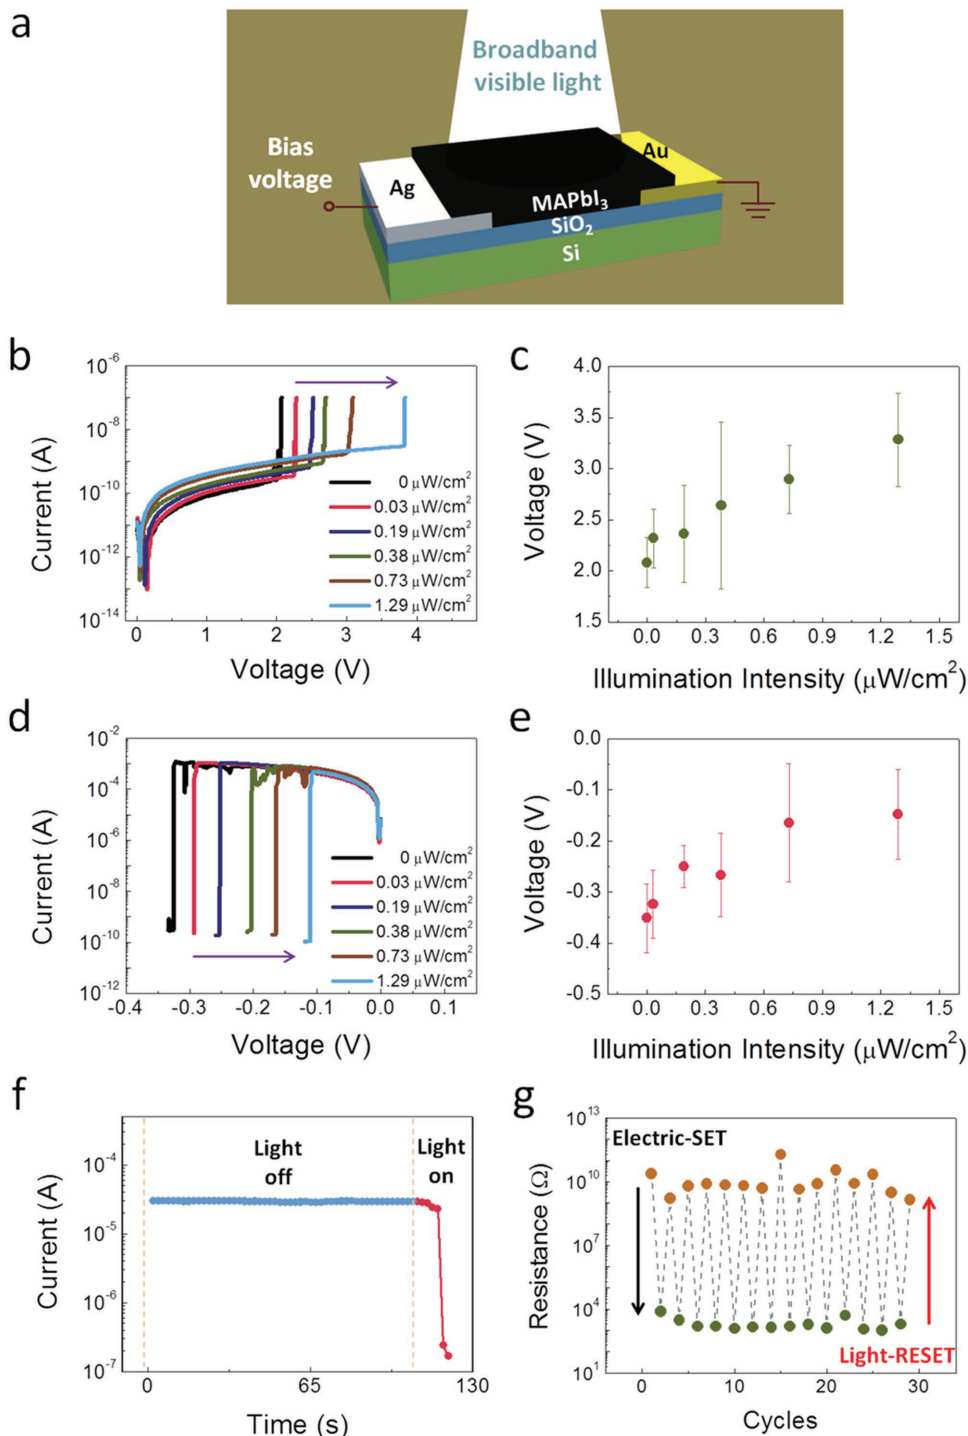 a
Broadband
visible light
Bias
voltage
Ag
Au
MAPbI₃
SiO₂
Si
b
Current (A)
10⁻⁶
10⁻⁸
10⁻¹⁰
10⁻¹²
10⁻¹⁴
0 μW/cm²
0.03 μW/cm²
0.19 μW/cm²
0.38 μW/cm²
0.73 μW/cm²
1.29 μW/cm²
0 1 2 3 4
Voltage (V)
c
Voltage (V)
4.0
3.5
3.0
2.5
2.0
1.5
0.0 0.3 0.6 0.9 1.2 1.5
Illumination Intensity (μW/cm²)
d
Current (A)
10⁻²
10⁻⁴
10⁻⁶
10⁻⁸
10⁻¹⁰
10⁻¹²
0 μW/cm²
0.03 μW/cm²
0.19 μW/cm²
0.38 μW/cm²
0.73 μW/cm²
1.29 μW/cm²
-0.4 -0.3 -0.2 -0.1 0.0 0.1
Voltage (V)
e
Voltage (V)
0.0
-0.1
-0.2
-0.3
-0.4
-0.5
0.0 0.3 0.6 0.9 1.2 1.5
Illumination Intensity (μW/cm²)
f
Current (A)
10⁻⁴
10⁻⁵
10⁻⁶
10⁻⁷
Light
off
Light
on
0 65 130
Time (s)
g
Resistance (Ω)
10¹³
10¹⁰
10⁷
10⁴
10¹
Electric-SET
Light-RESET
0 10 20 30
Cycles